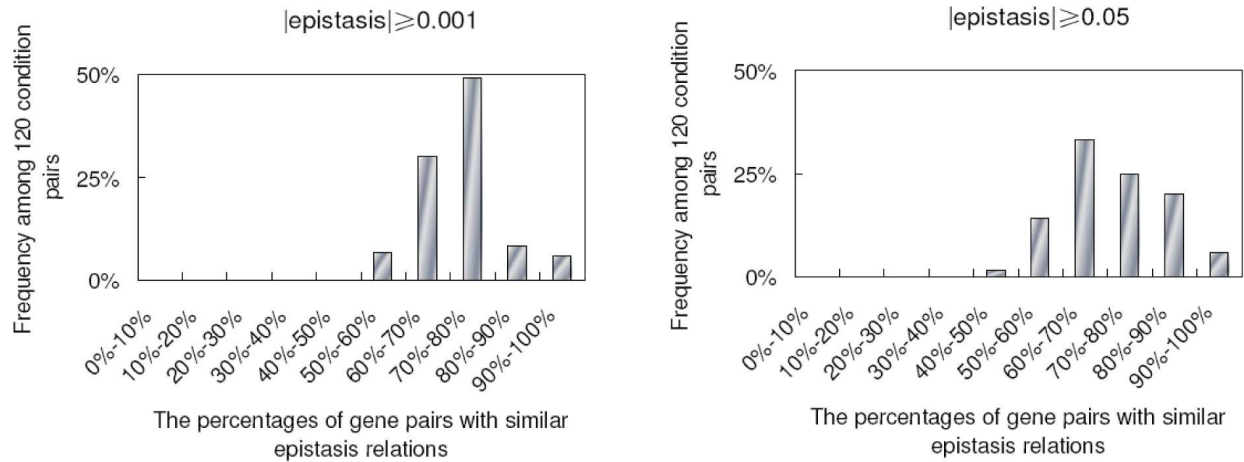 |epistasis|⩾0.001
Frequency among 120 condition
pairs
50%
25%
0%
0%-10%
10%-20%
20%-30%
30%-40%
40%-50%
50%-60%
60%-70%
70%-80%
80%-90%
90%-100%
The percentages of gene pairs with similar
epistasis relations
|epistasis|⩾0.05
Frequency among 120 condition
pairs
50%
25%
0%
0%-10%
10%-20%
20%-30%
30%-40%
40%-50%
50%-60%
60%-70%
70%-80%
80%-90%
90%-100%
The percentages of gene pairs with similar
epistasis relations